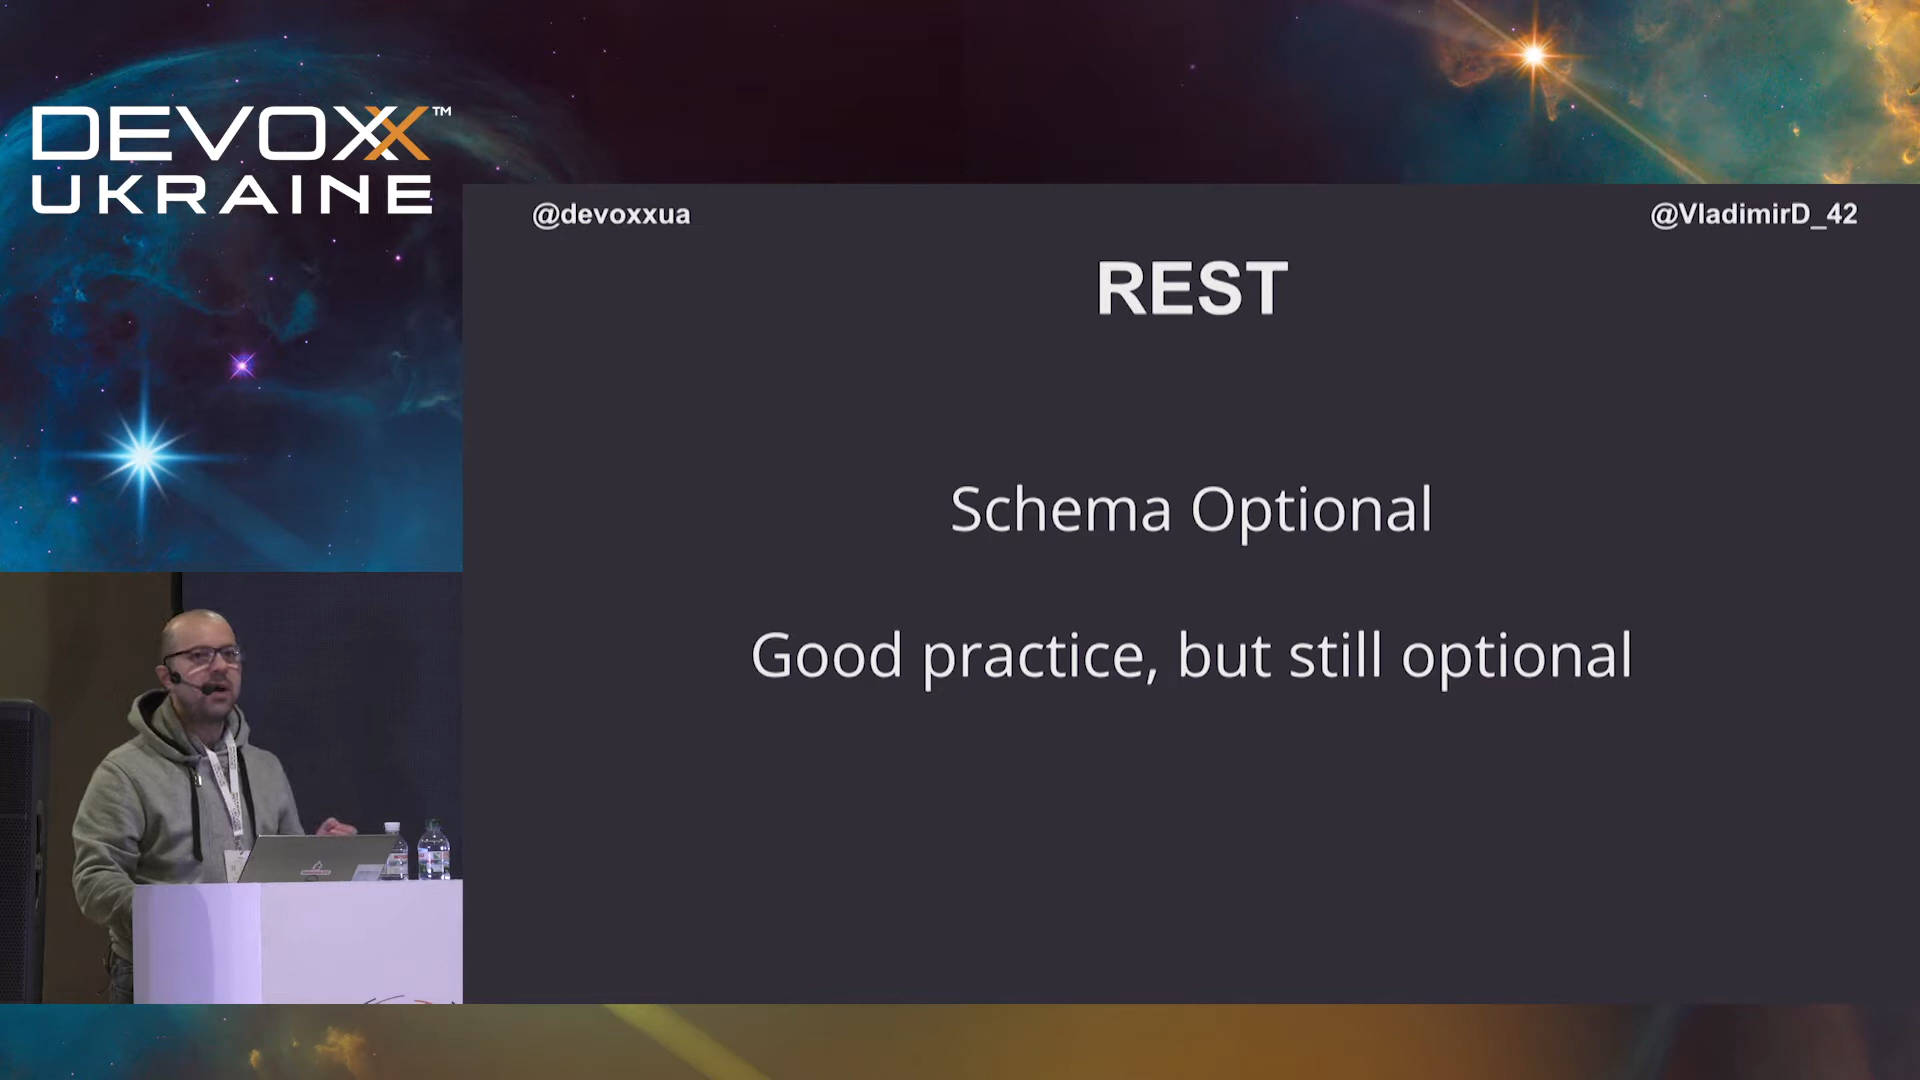 DEVOXX™
UKRAINE
@devoxxua
@VladimirD_42
REST
Schema Optional
Good practice, but still optional